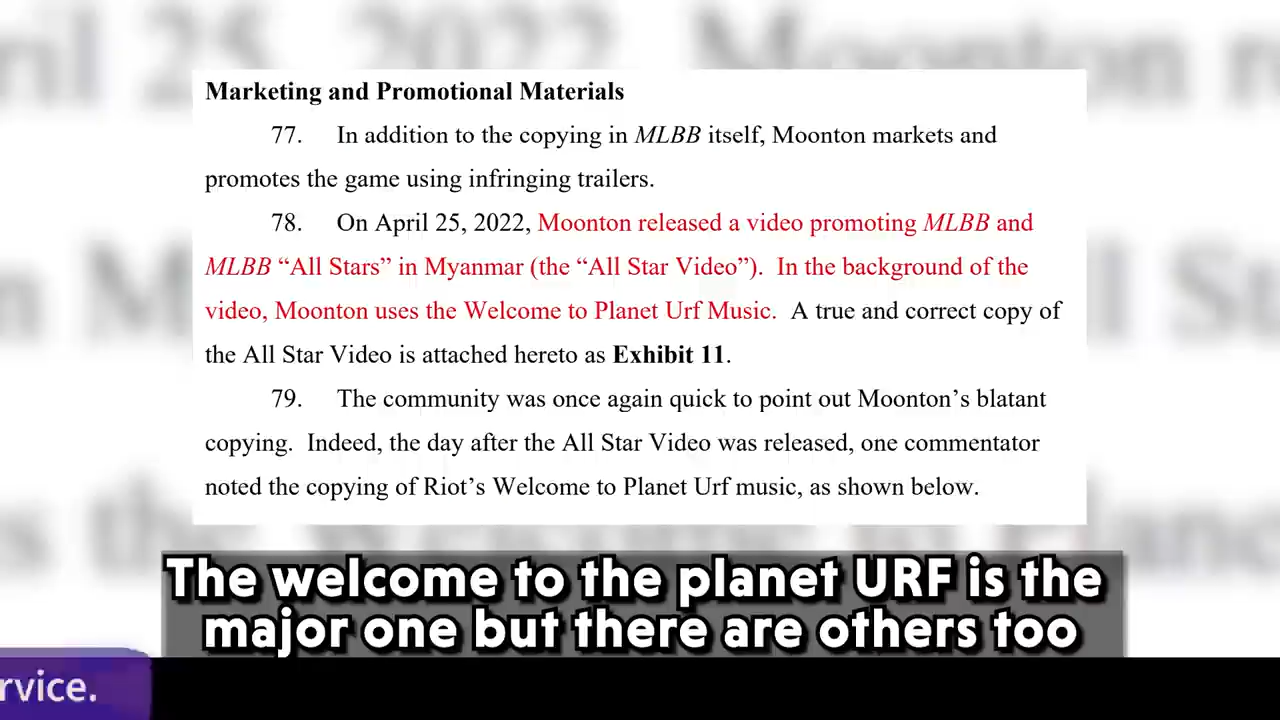 Marketing and Promotional Materials
77. In addition to the copying in MLBB itself, Moonton markets and
promotes the game using infringing trailers.
78. On April 25, 2022, Moonton released a video promoting MLBB and
MLBB “All Stars” in Myanmar (the “All Star Video”). In the background of the
video, Moonton uses the Welcome to Planet Urf Music. A true and correct copy of
the All Star Video is attached hereto as Exhibit 11.
79. The community was once again quick to point out Moonton’s blatant
copying. Indeed, the day after the All Star Video was released, one commentator
noted the copying of Riot’s Welcome to Planet Urf music, as shown below.
The welcome to the planet URF is the
major one but there are others too
rvice.